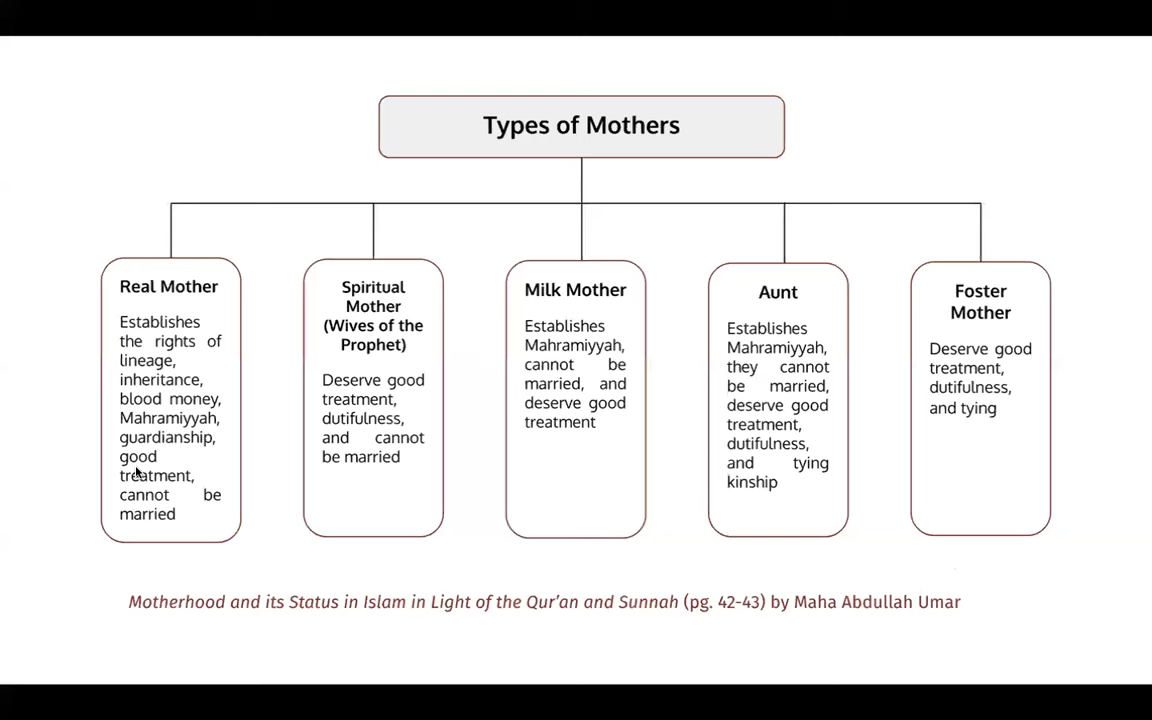 Types of Mothers
Real Mother
Establishes
the rights of
lineage,
inheritance,
blood money,
Mahramiyyah,
guardianship,
good
treatment,
cannot be
married
Spiritual
Mother
(Wives of the
Prophet)
Deserve good
treatment,
dutifulness,
and cannot
be married
Milk Mother
Establishes
Mahramiyyah,
cannot be
married, and
deserve good
treatment
Aunt
Establishes
Mahramiyyah,
they cannot
be married,
deserve good
treatment,
dutifulness,
and tying
kinship
Foster
Mother
Deserve good
treatment,
dutifulness,
and tying
Motherhood and its Status in Islam in Light of the Qur'an and Sunnah (pg. 42-43) by Maha Abdullah Umar